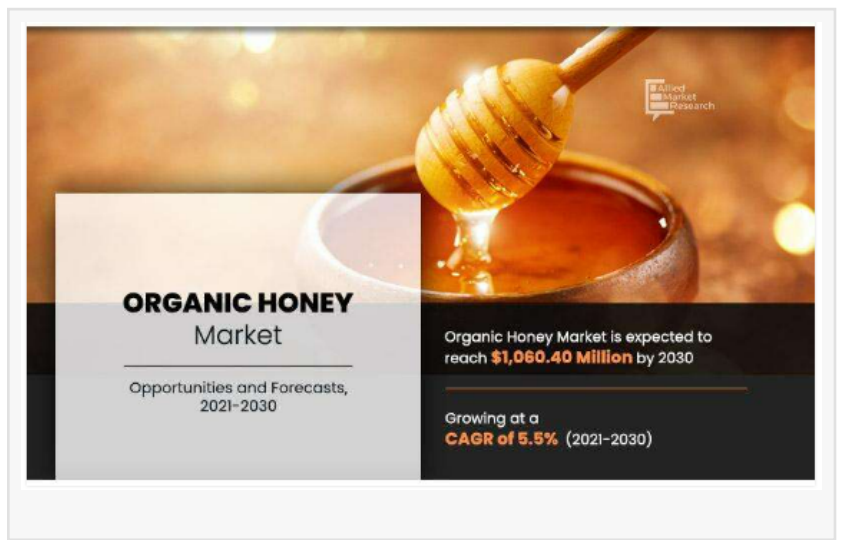 Allied
Market
Research
ORGANIC HONEY
Market
Opportunities and Forecasts,
2021-2030
Organic Honey Market is expected to
reach $1,060.40 Million by 2030
Growing at a
CAGR of 5.5% (2021-2030)